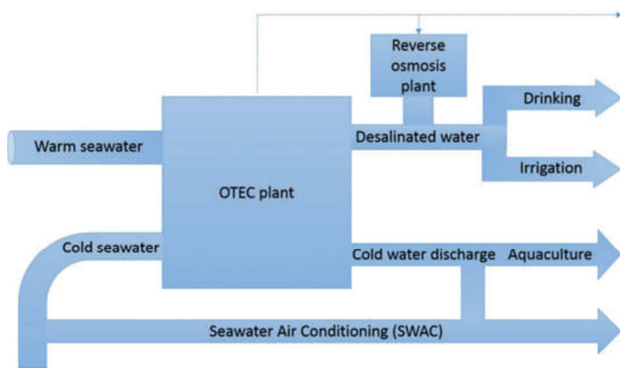 Reverse
osmosis
plant
Drinking
Warm seawater
Desalinated water
Irrigation
OTEC plant
Cold seawater
Cold water discharge
Aquaculture
Seawater Air Conditioning (SWAC)